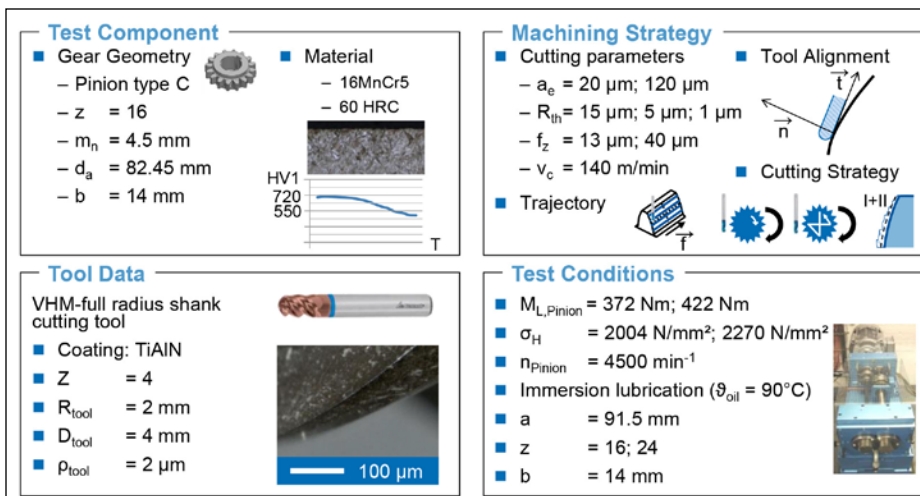 Test Component
Gear Geometry
– Pinion type C
– z = 16
– mn = 4.5 mm
– da = 82.45 mm
– b = 14 mm
Material
– 16MnCr5
– 60 HRC
HV1
720
550
T
Machining Strategy
Cutting parameters
– ae = 20 µm; 120 µm
– Rth = 15 µm; 5 µm; 1 µm
– fz = 13 µm; 40 µm
– vc = 140 m/min
Trajectory
f
Tool Alignment
t
n
Cutting Strategy
I+II
Tool Data
VHM-full radius shank
cutting tool
Coating: TiAlN
Z = 4
Rtool = 2 mm
Dtool = 4 mm
ρtool = 2 µm
100 µm
Test Conditions
ML,Pinion = 372 Nm; 422 Nm
σH = 2004 N/mm²; 2270 N/mm²
nPinion = 4500 min⁻¹
Immersion lubrication (ϑoil = 90°C)
a = 91.5 mm
z = 16; 24
b = 14 mm